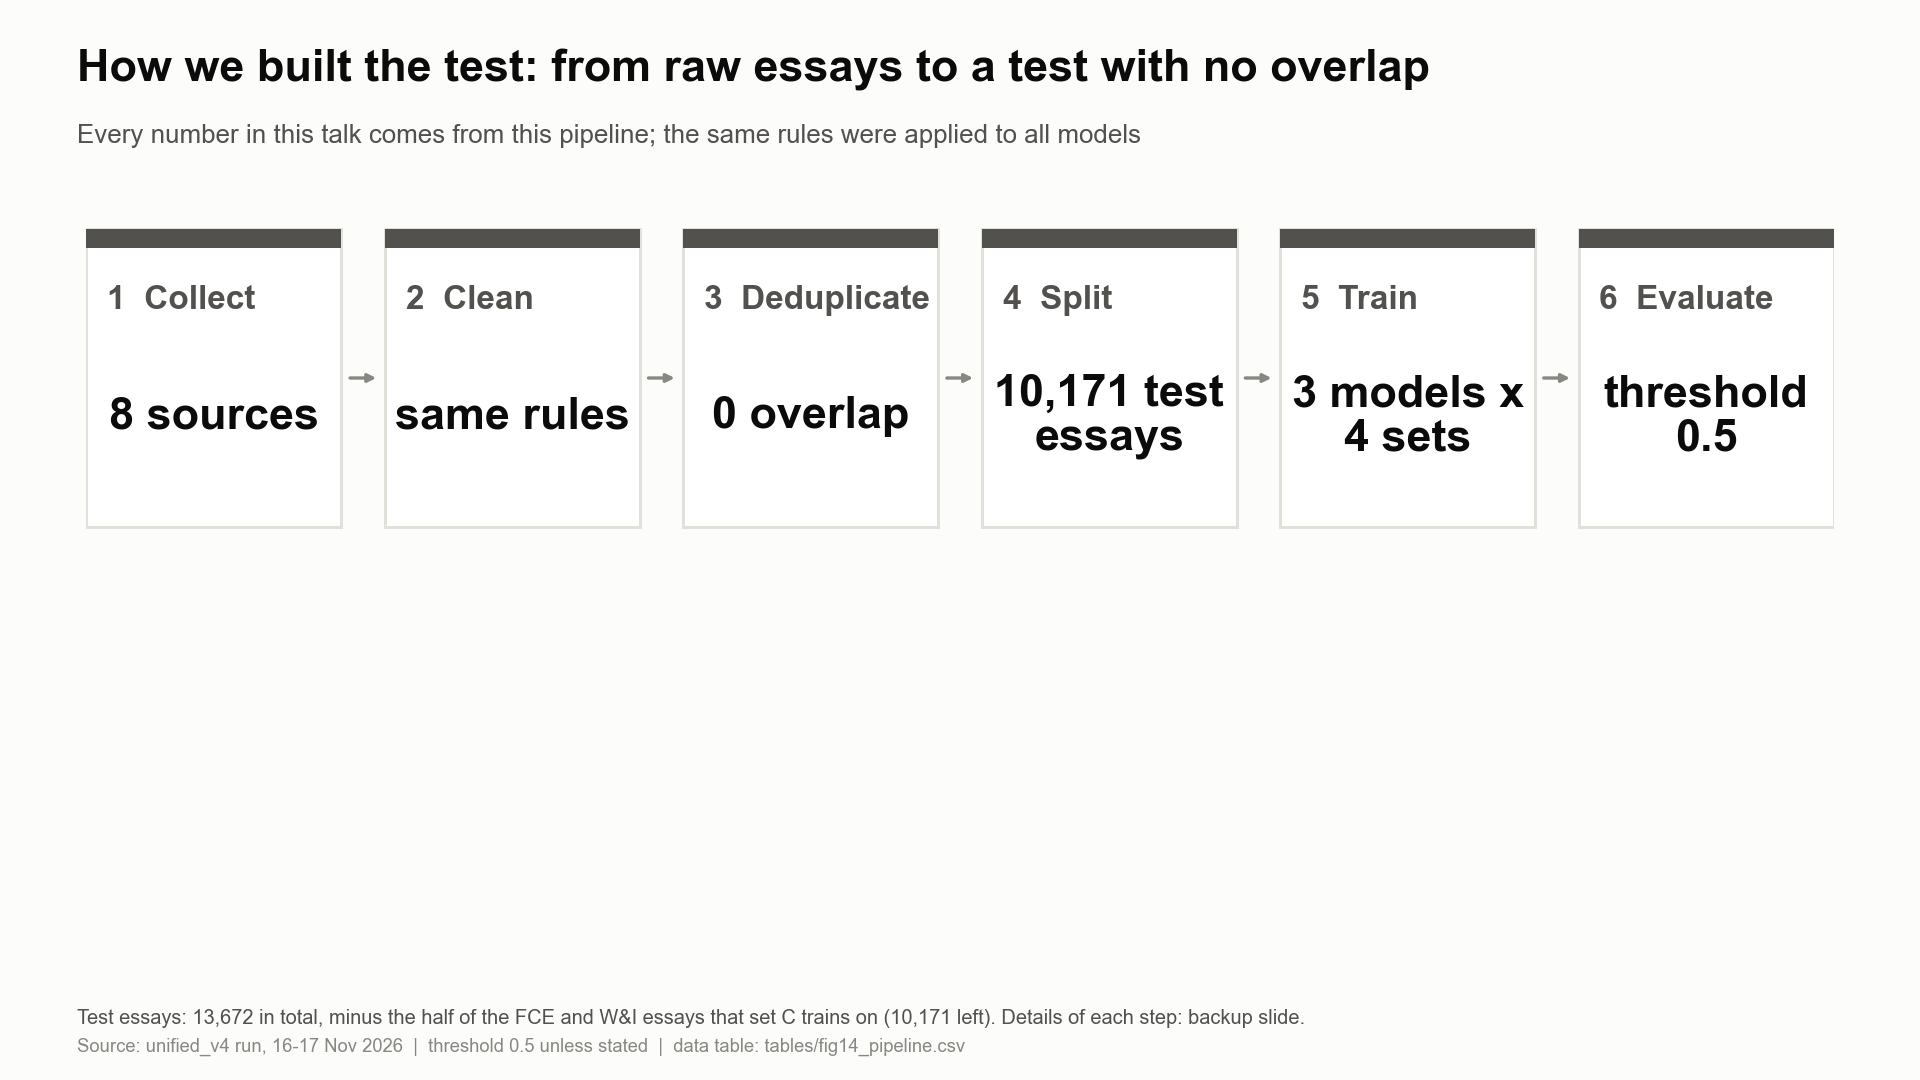 How we built the test: from raw essays to a test with no overlap
Every number in this talk comes from this pipeline; the same rules were applied to all models
1 Collect
8 sources
2 Clean
same rules
3 Deduplicate
0 overlap
4 Split
10,171 test
essays
5 Train
3 models x
4 sets
6 Evaluate
threshold
0.5
Test essays: 13,672 in total, minus the half of the FCE and W&I essays that set C trains on (10,171 left). Details of each step: backup slide.
Source: unified_v4 run, 16-17 Nov 2026 | threshold 0.5 unless stated | data table: tables/fig14_pipeline.csv